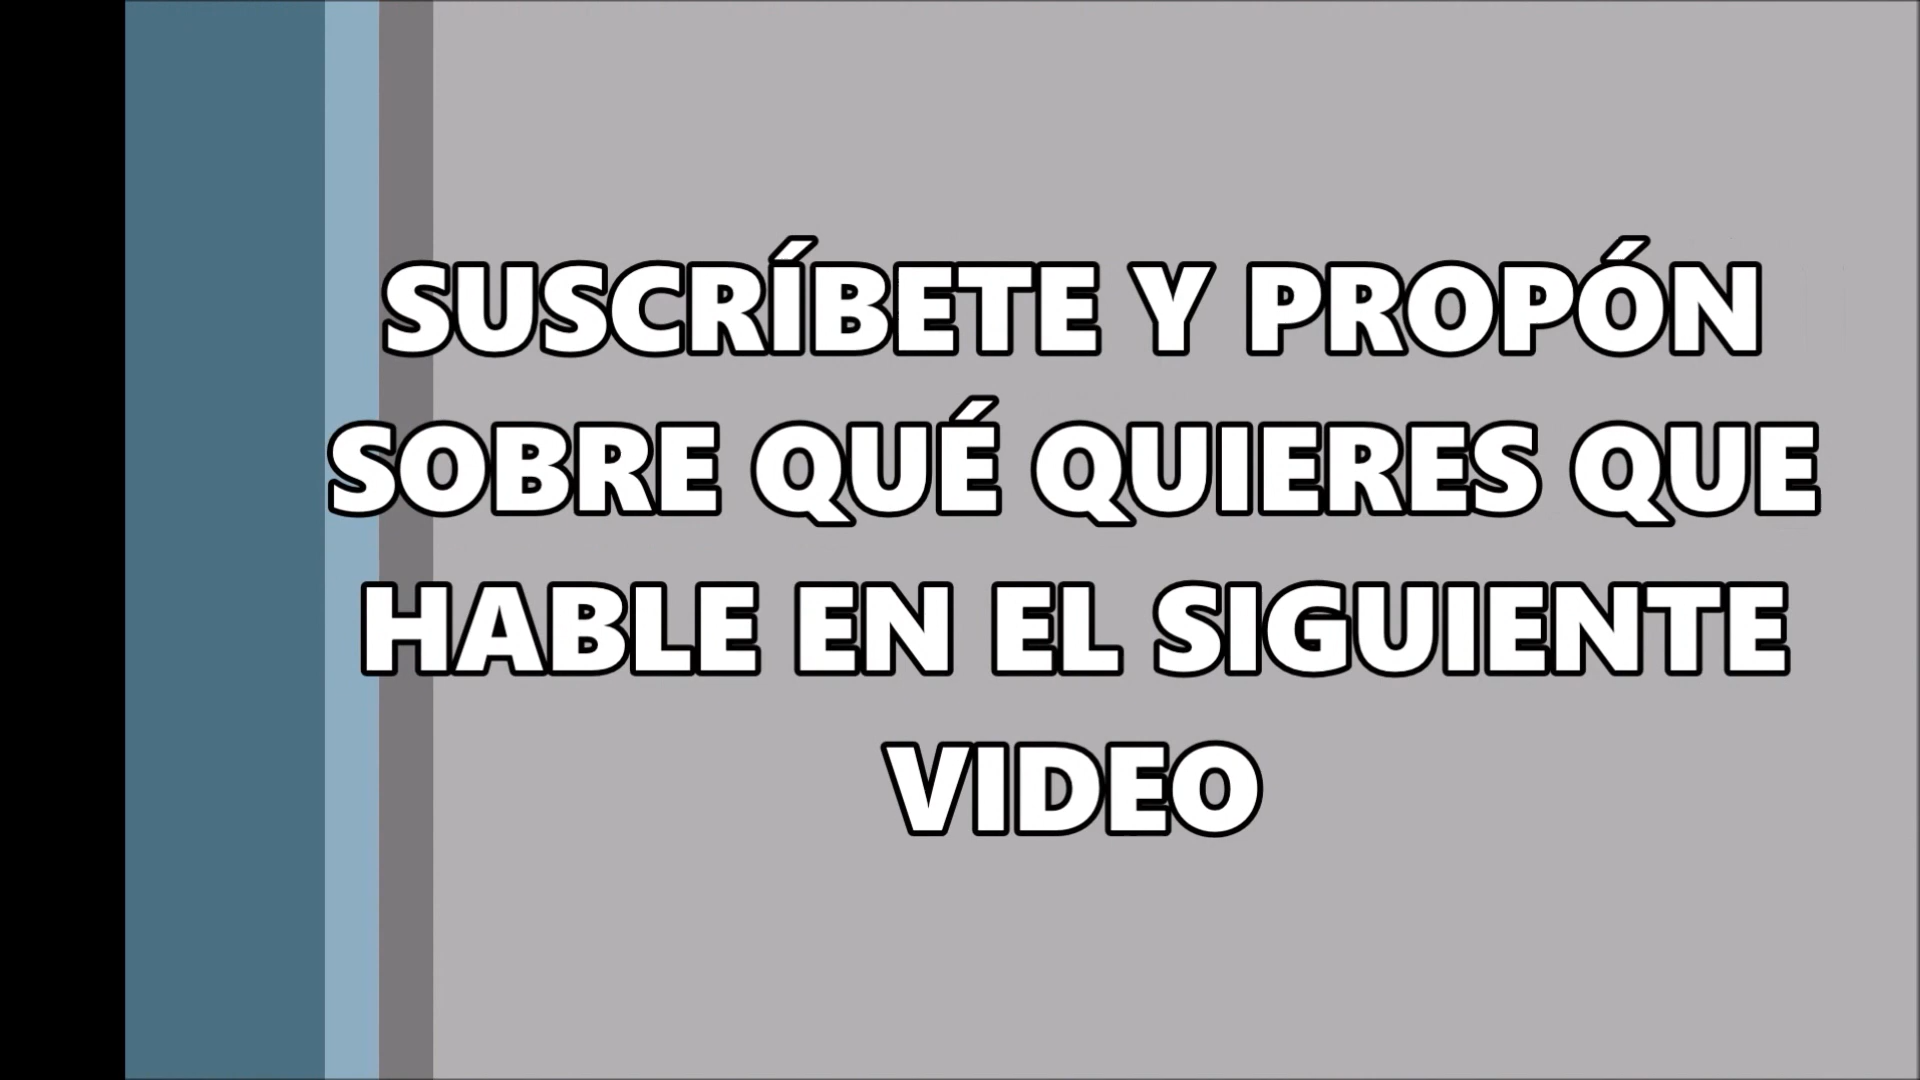 SUSCRÍBETE Y PROPÓN
SOBRE QUÉ QUIERES QUE
HABLE EN EL SIGUIENTE
VIDEO